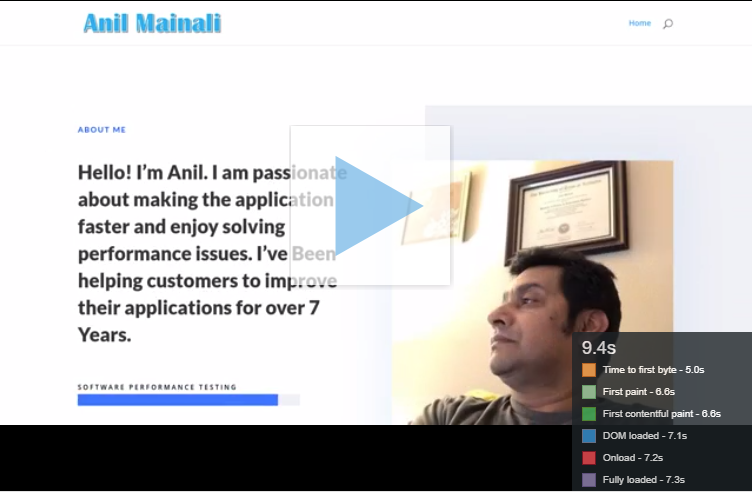 Anil Mainali
Home
ABOUT ME
Hello! I’m Anil. I am passionate
about making the application
faster and enjoy solving
performance issues. I’ve Been
helping customers to improve
their applications for over 7
Years.
SOFTWARE PERFORMANCE TESTING
9.4s
Time to first byte - 5.0s
First paint - 6.6s
First contentful paint - 6.6s
DOM loaded - 7.1s
Onload - 7.2s
Fully loaded - 7.3s